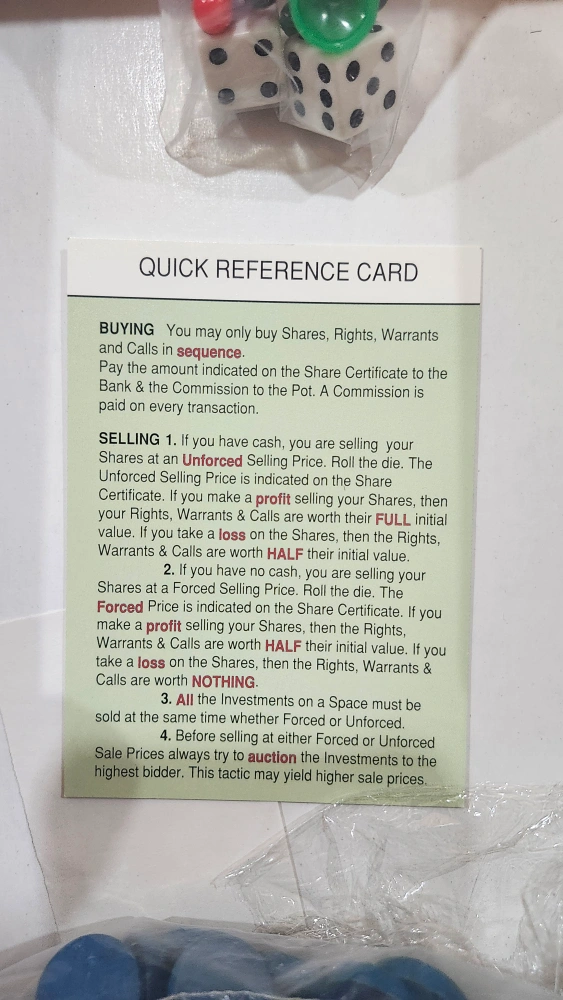 QUICK REFERENCE CARD
BUYING You may only buy Shares, Rights, Warrants
and Calls in sequence.
Pay the amount indicated on the Share Certificate to the
Bank & the Commission to the Pot. A Commission is
paid on every transaction.
SELLING 1. If you have cash, you are selling your
Shares at an Unforced Selling Price. Roll the die. The
Unforced Selling Price is indicated on the Share
Certificate. If you make a profit selling your Shares, then
your Rights, Warrants & Calls are worth their FULL initial
value. If you take a loss on the Shares, then the Rights,
Warrants & Calls are worth HALF their initial value.
2. If you have no cash, you are selling your
Shares at a Forced Selling Price. Roll the die. The
Forced Price is indicated on the Share Certificate. If you
make a profit selling your Shares, then the Rights,
Warrants & Calls are worth HALF their initial value. If you
take a loss on the Shares, then the Rights, Warrants &
Calls are worth NOTHING.
3. All the Investments on a Space must be
sold at the same time whether Forced or Unforced.
4. Before selling at either Forced or Unforced
Sale Prices always try to auction the Investments to the
highest bidder. This tactic may yield higher sale prices.